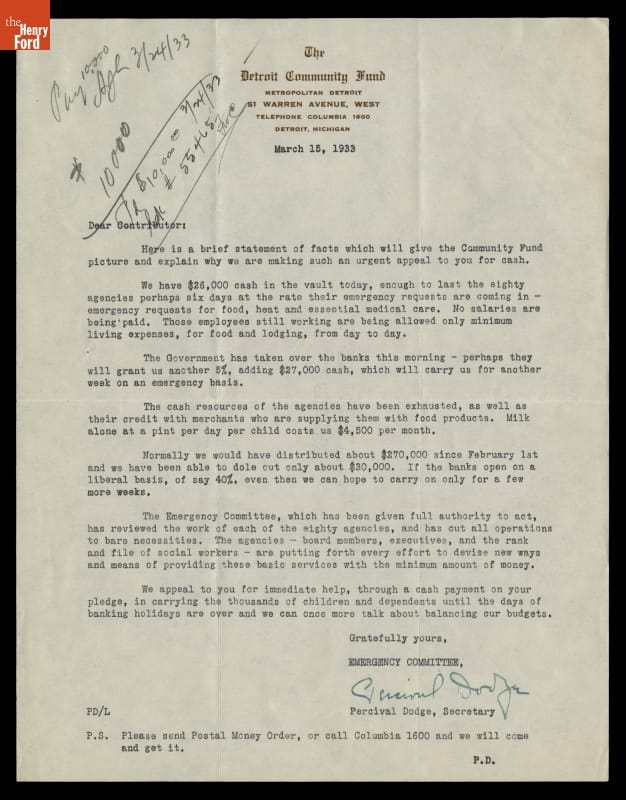 the
Henry
Ford
Pay 10,000
3/24/33
$ 10 000
$10,000.00 3/24/33
The
Detroit Community Fund
METROPOLITAN DETROIT
51 WARREN AVENUE, WEST
TELEPHONE COLUMBIA 1600
DETROIT, MICHIGAN
March 15, 1933
Dear Contributor:
Here is a brief statement of facts which will give the Community Fund
picture and explain why we are making such an urgent appeal to you for cash.
We have $26,000 cash in the vault today, enough to last the eighty
agencies perhaps six days at the rate their emergency requests are coming in -
emergency requests for food, heat and essential medical care. No salaries are
being paid. Those employees still working are being allowed only minimum
living expenses, for food and lodging, from day to day.
The Government has taken over the banks this morning - perhaps they
will grant us another 5%, adding $27,000 cash, which will carry us for another
week on an emergency basis.
The cash resources of the agencies have been exhausted, as well as
their credit with merchants who are supplying them with food products. Milk
alone at a pint per day per child costs us $4,500 per month.
Normally we would have distributed about $270,000 since February 1st
and we have been able to dole out only about $30,000. If the banks open on a
liberal basis, of say 40%, even then we can hope to carry on only for a few
more weeks.
The Emergency Committee, which has been given full authority to act,
has reviewed the work of each of the eighty agencies, and has cut all operations
to bare necessities. The agencies - board members, executives, and the rank
and file of social workers - are putting forth every effort to devise new ways
and means of providing these basic services with the minimum amount of money.
We appeal to you for immediate help, through a cash payment on your
pledge, in carrying the thousands of children and dependents until the days of
banking holidays are over and we can once more talk about balancing our budgets.
Gratefully yours,
EMERGENCY COMMITTEE,
Percival Dodge
PD/L
Percival Dodge, Secretary
P.S. Please send Postal Money Order, or call Columbia 1600 and we will come
and get it.
P.D.